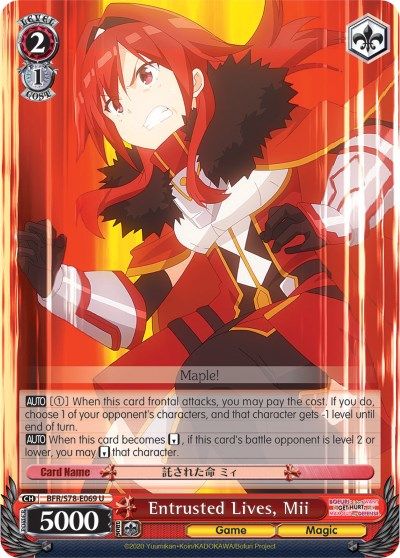 LEVEL
2
1
COST
Maple!
AUTO [①] When this card frontal attacks, you may pay the cost. If you do,
choose 1 of your opponent's characters, and that character gets -1 level until
end of turn.
AUTO When this card becomes [▼], if this card's battle opponent is level 2 or
lower, you may [▼] that character.
Card Name
託された命 ミィ
CH BFR/S78-E069 U
POWER
5000
Entrusted Lives, Mii
Game
Magic
©2020 Yuumikan•Koin/KADOKAWA/Bofuri Project